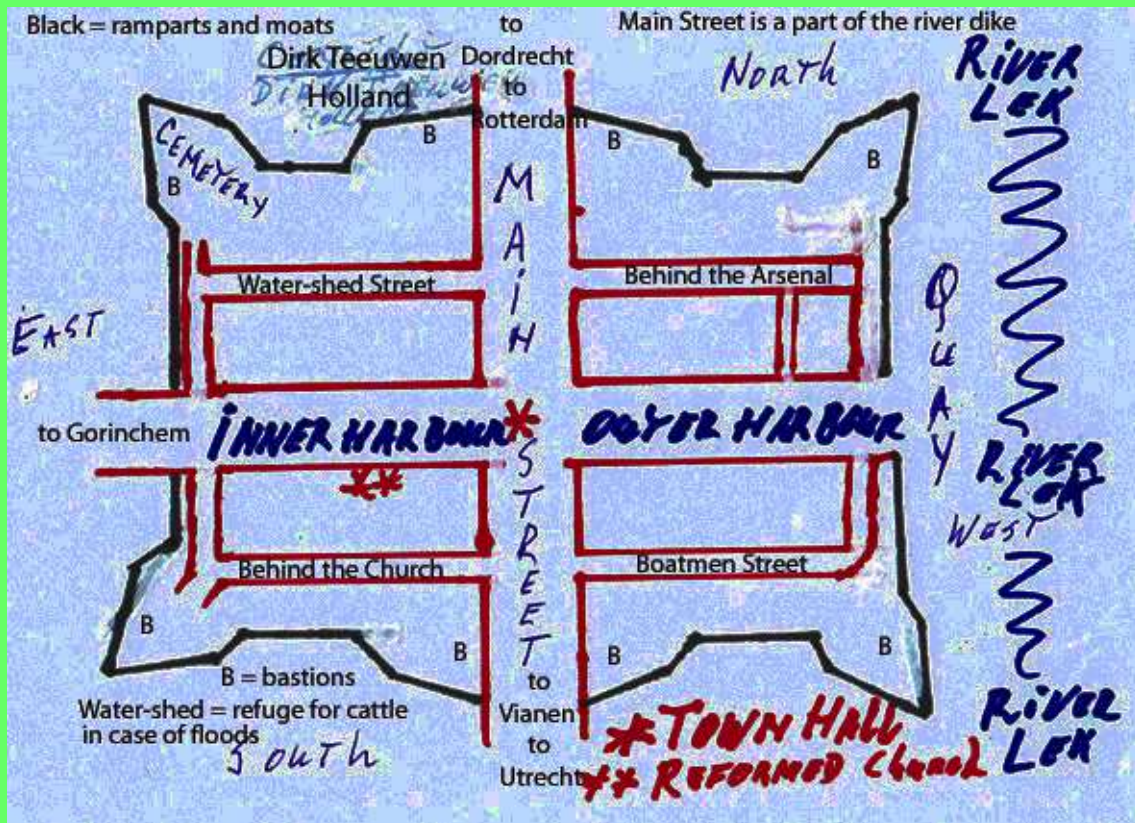 Black = ramparts and moats
to
Dordrecht
to
Rotterdam
Main Street is a part of the river dike
Dirk Teeuwen
Holland
NORTH
RiVER
LEK
CEMETERY
B
B
B
B
MAiN
STREET
Water-shed Street
Behind the Arsenal
QUAY
EAST
to Gorinchem
iNNER HARBOUR
*
OUTER HARBOUR
**
RiVER
LEK
WEST
Behind the Church
Boatmen Street
B
B
B
B
B = bastions
Water-shed = refuge for cattle
in case of floods
SOUTH
to
Vianen
to
Utrecht
* TOWN HALL
** REFORMED Church
RiVER
LEK